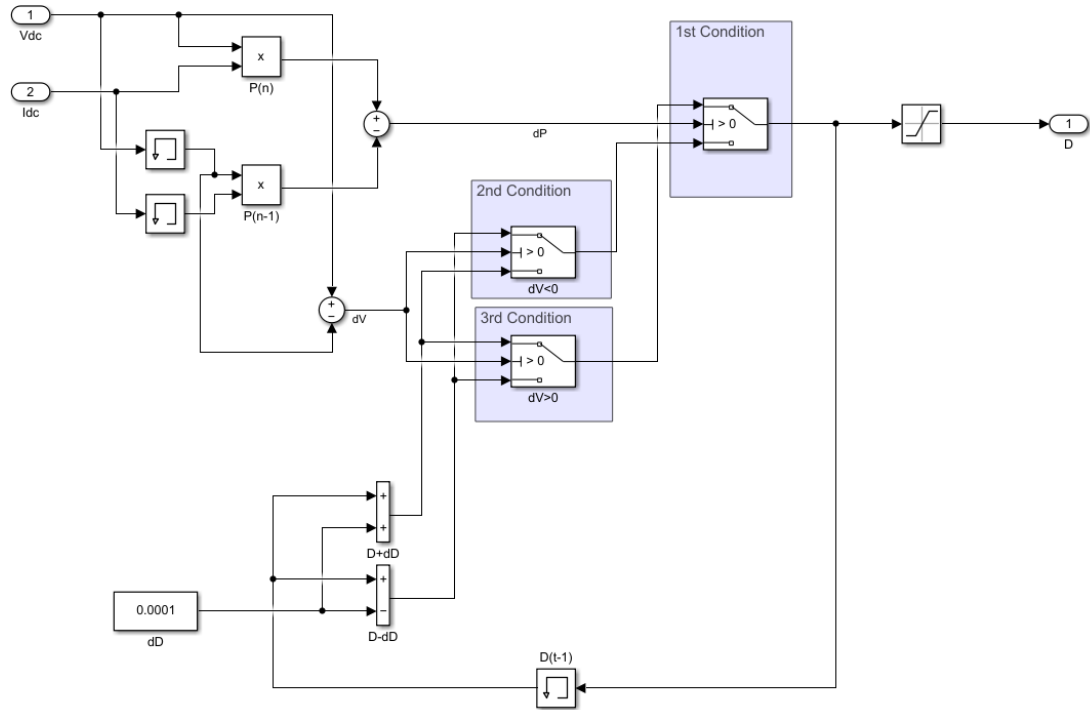 1
Vdc
2
Idc
x
P(n)
x
P(n-1)
+
−
dP
1st Condition
> 0
1
D
2nd Condition
> 0
dV<0
+
−
dV
3rd Condition
> 0
dV>0
+
+
D+dD
+
−
D-dD
0.0001
dD
D(t-1)